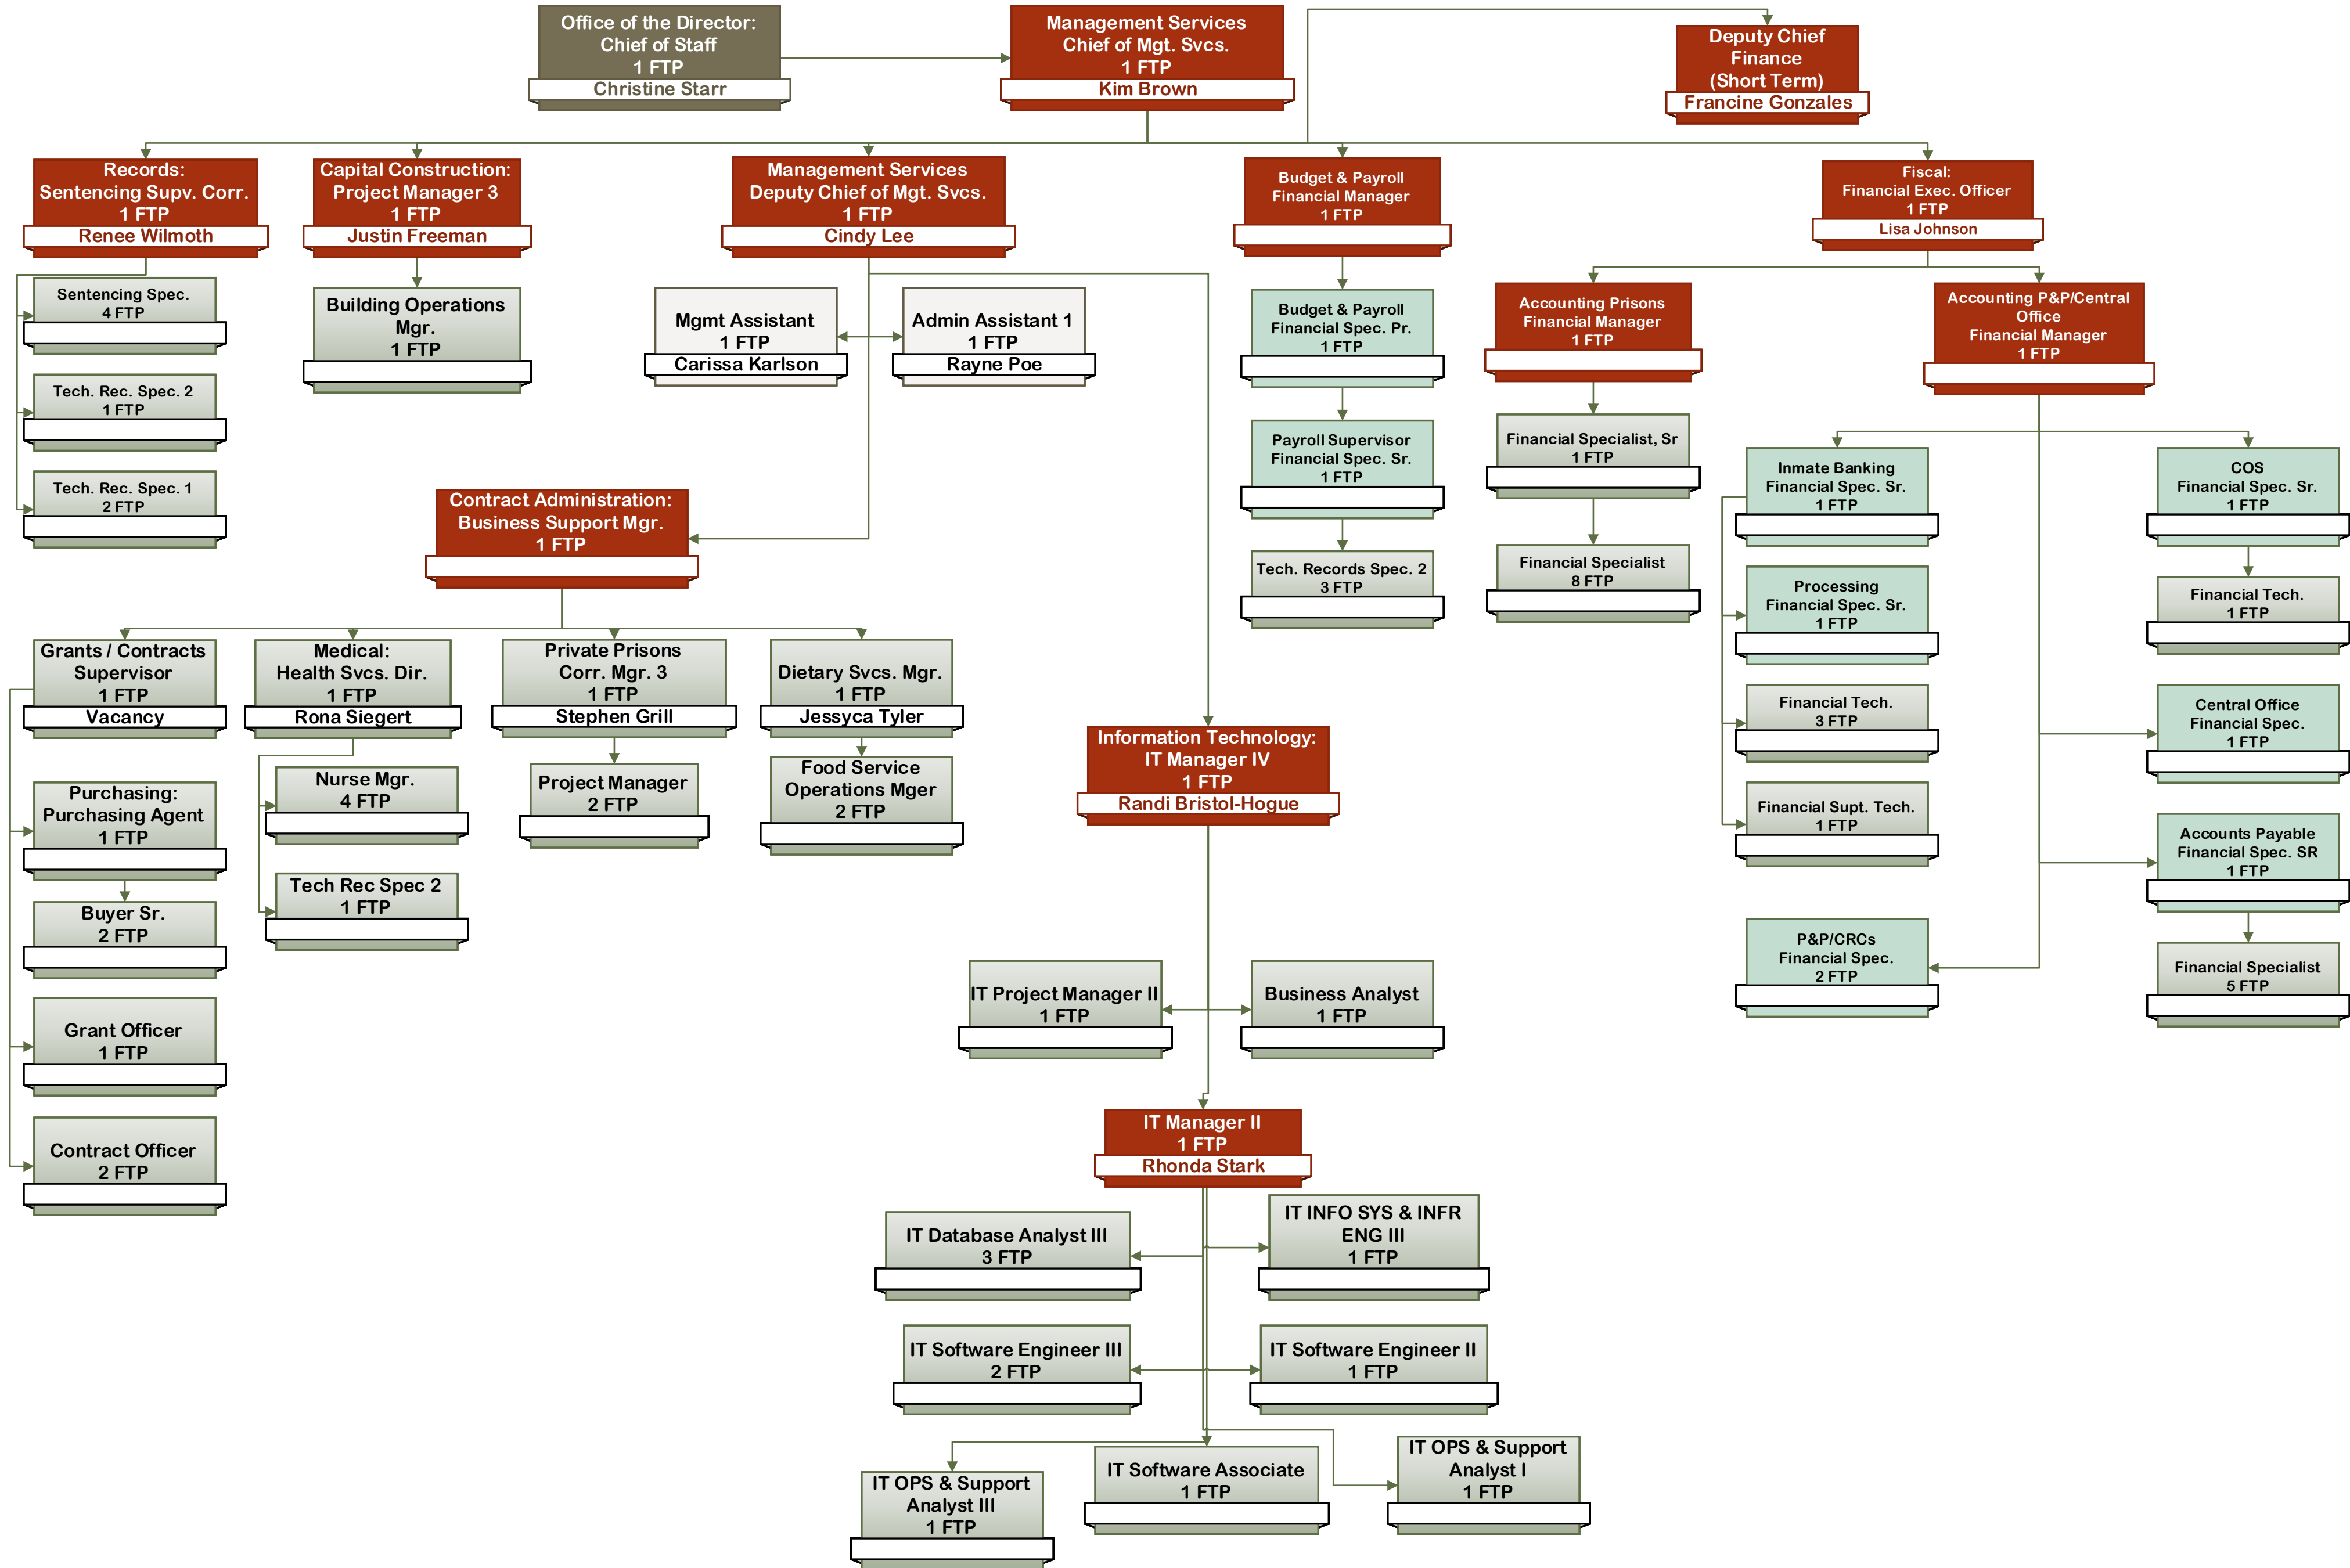 Office of the Director:
Chief of Staff
1 FTP
Christine Starr
Management Services
Chief of Mgt. Svcs.
1 FTP
Kim Brown
Deputy Chief
Finance
(Short Term)
Francine Gonzales
Records:
Sentencing Supv. Corr.
1 FTP
Renee Wilmoth
Capital Construction:
Project Manager 3
1 FTP
Justin Freeman
Management Services
Deputy Chief of Mgt. Svcs.
1 FTP
Cindy Lee
Budget & Payroll
Financial Manager
1 FTP
Fiscal:
Financial Exec. Officer
1 FTP
Lisa Johnson
Sentencing Spec.
4 FTP
Tech. Rec. Spec. 2
1 FTP
Tech. Rec. Spec. 1
2 FTP
Building Operations
Mgr.
1 FTP
Mgmt Assistant
1 FTP
Carissa Karlson
Admin Assistant 1
1 FTP
Rayne Poe
Budget & Payroll
Financial Spec. Pr.
1 FTP
Payroll Supervisor
Financial Spec. Sr.
1 FTP
Tech. Records Spec. 2
3 FTP
Accounting Prisons
Financial Manager
1 FTP
Financial Specialist, Sr
1 FTP
Financial Specialist
8 FTP
Accounting P&P/Central
Office
Financial Manager
1 FTP
Inmate Banking
Financial Spec. Sr.
1 FTP
Processing
Financial Spec. Sr.
1 FTP
Financial Tech.
3 FTP
Financial Supt. Tech.
1 FTP
P&P/CRCs
Financial Spec.
2 FTP
COS
Financial Spec. Sr.
1 FTP
Financial Tech.
1 FTP
Central Office
Financial Spec.
1 FTP
Accounts Payable
Financial Spec. SR
1 FTP
Financial Specialist
5 FTP
Contract Administration:
Business Support Mgr.
1 FTP
Grants / Contracts
Supervisor
1 FTP
Vacancy
Medical:
Health Svcs. Dir.
1 FTP
Rona Siegert
Private Prisons
Corr. Mgr. 3
1 FTP
Stephen Grill
Dietary Svcs. Mgr.
1 FTP
Jessyca Tyler
Purchasing:
Purchasing Agent
1 FTP
Buyer Sr.
2 FTP
Grant Officer
1 FTP
Contract Officer
2 FTP
Nurse Mgr.
4 FTP
Tech Rec Spec 2
1 FTP
Project Manager
2 FTP
Food Service
Operations Mger
2 FTP
Information Technology:
IT Manager IV
1 FTP
Randi Bristol-Hogue
IT Project Manager II
1 FTP
Business Analyst
1 FTP
IT Manager II
1 FTP
Rhonda Stark
IT Database Analyst III
3 FTP
IT INFO SYS & INFR
ENG III
1 FTP
IT Software Engineer III
2 FTP
IT Software Engineer II
1 FTP
IT OPS & Support
Analyst III
1 FTP
IT Software Associate
1 FTP
IT OPS & Support
Analyst I
1 FTP